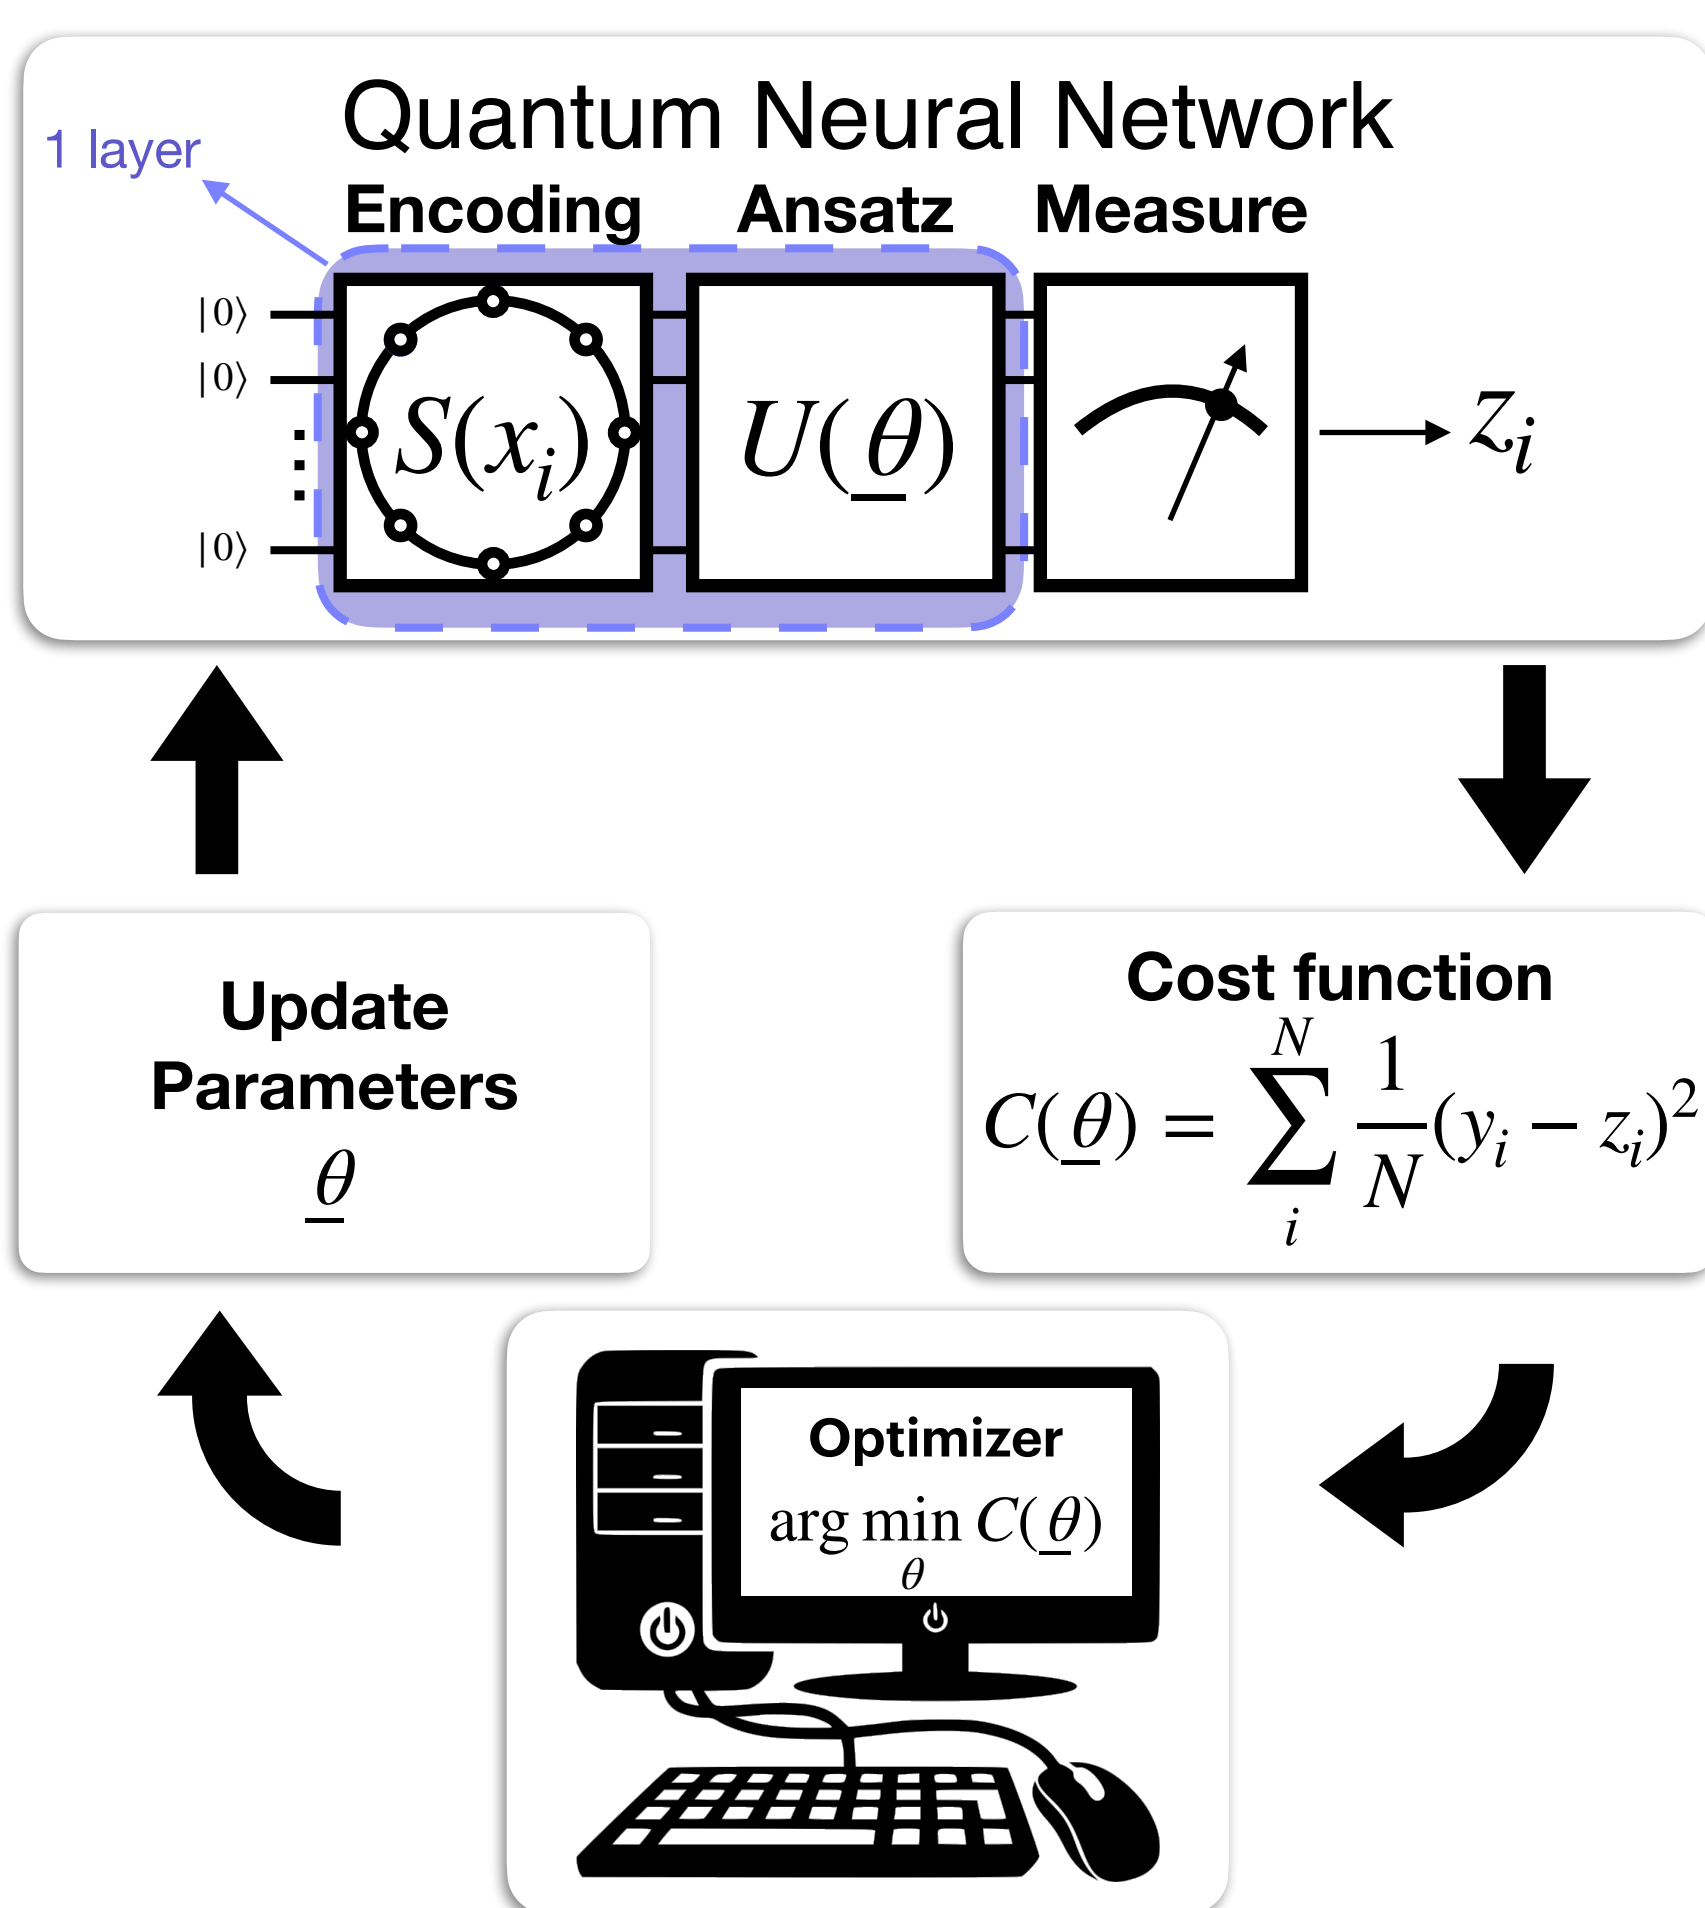 Quantum Neural Network
1 layer
Encoding Ansatz Measure
|0⟩
|0⟩
⋮
|0⟩
S(x_i) U(θ̲) z_i
Update
Parameters
θ̲
Cost function
C(θ̲) = ∑_i^N 1/N (y_i − z_i)²
Optimizer
arg min_θ C(θ̲)